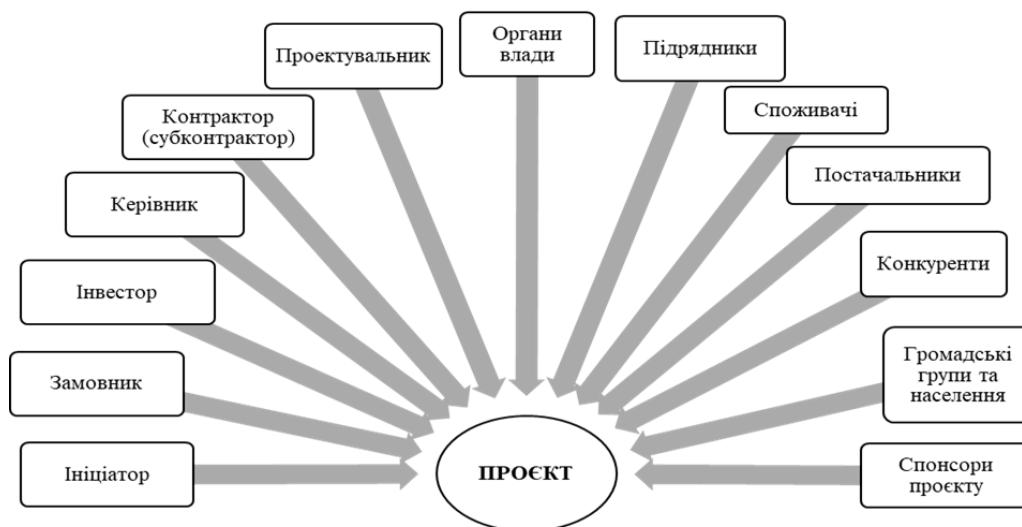 Органи
влади
Підрядники
Проектувальник
Споживачі
Контрактор
(субконтрактор)
Постачальники
Керівник
Конкуренти
Інвестор
Громадські
групи та
населення
Замовник
Ініціатор
ПРОЄКТ
Спонсори
проєкту